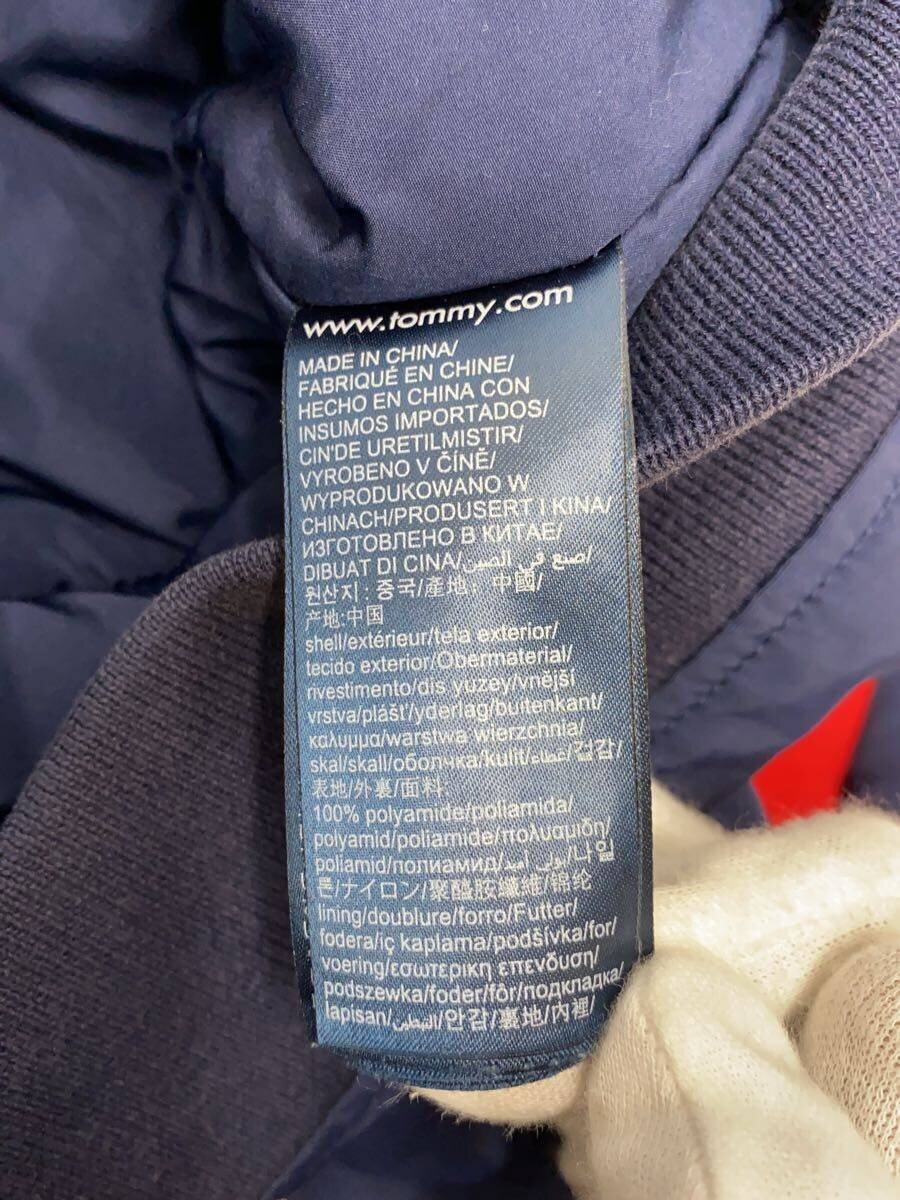 www.tommy.com
MADE IN CHINA/
FABRIQUÉ EN CHINE/
HECHO EN CHINA CON
INSUMOS IMPORTADOS/
CIN'DE URETILMISTIR/
VYROBENO V ČÍNĚ/
WYPRODUKOWANO W
CHINACH/PRODUSERT I KINA/
ИЗГОТОВЛЕНО В КИТАЕ/
DIBUAT DI CINA/صنع في الصين/
원산지 : 중국/產地: 中國/
产地:中国
shell/extérieur/tela exterior/
tecido exterior/Obermaterial/
rivestimento/dis yuzey/vnější
vrstva/plášť/yderlag/buitenkant/
καλυμμα/warstwa wierzchnia/
skal/skall/оболчка/kulit/غطاء/겉감/
表地/外裏/面料:
100% polyamide/poliamida/
polyamid/poliamide/πολυαμιδη/
poliamid/полиамид/بولي أميد/나일
론/ナイロン/聚醯胺纖維/锦纶
lining/doublure/forro/Futter/
fodera/iç kaplama/podšívka/for/
voering/εσωτερικη επενδυση/
podszewka/foder/fôr/подкладка/
lapisan/التبطين/안감/裏地/內裡/